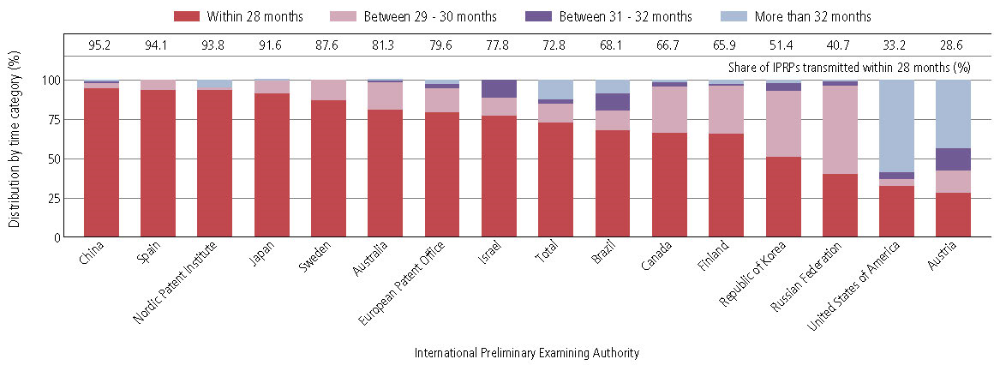 Within 28 months Between 29 - 30 months Between 31 - 32 months More than 32 months
95.2 94.1 93.8 91.6 87.6 81.3 79.6 77.8 72.8 68.1 66.7 65.9 51.4 40.7 33.2 28.6
Share of IPRPs transmitted within 28 months (%)
Distribution by time category (%)
100
75
50
25
0
China
Spain
Nordic Patent Institute
Japan
Sweden
Australia
European Patent Office
Israel
Total
Brazil
Canada
Finland
Republic of Korea
Russian Federation
United States of America
Austria
International Preliminary Examining Authority